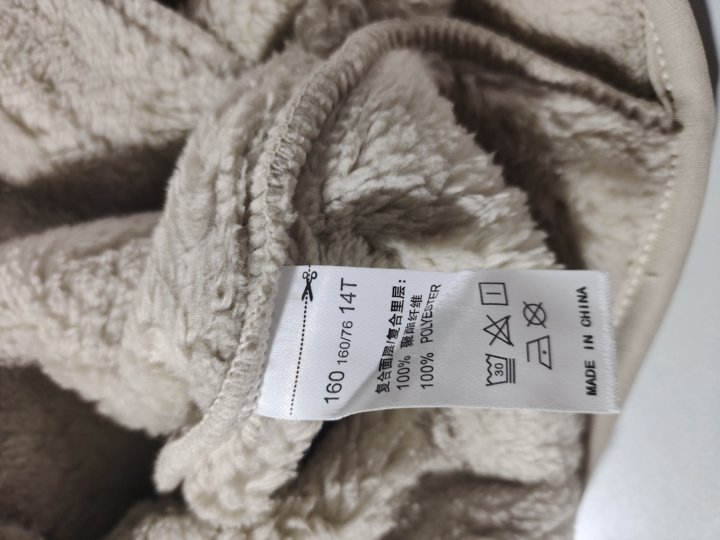 160 160/76 14T
复合面层/复合里层:
100% 聚酯纤维
100% POLYESTER
30
MADE IN CHINA